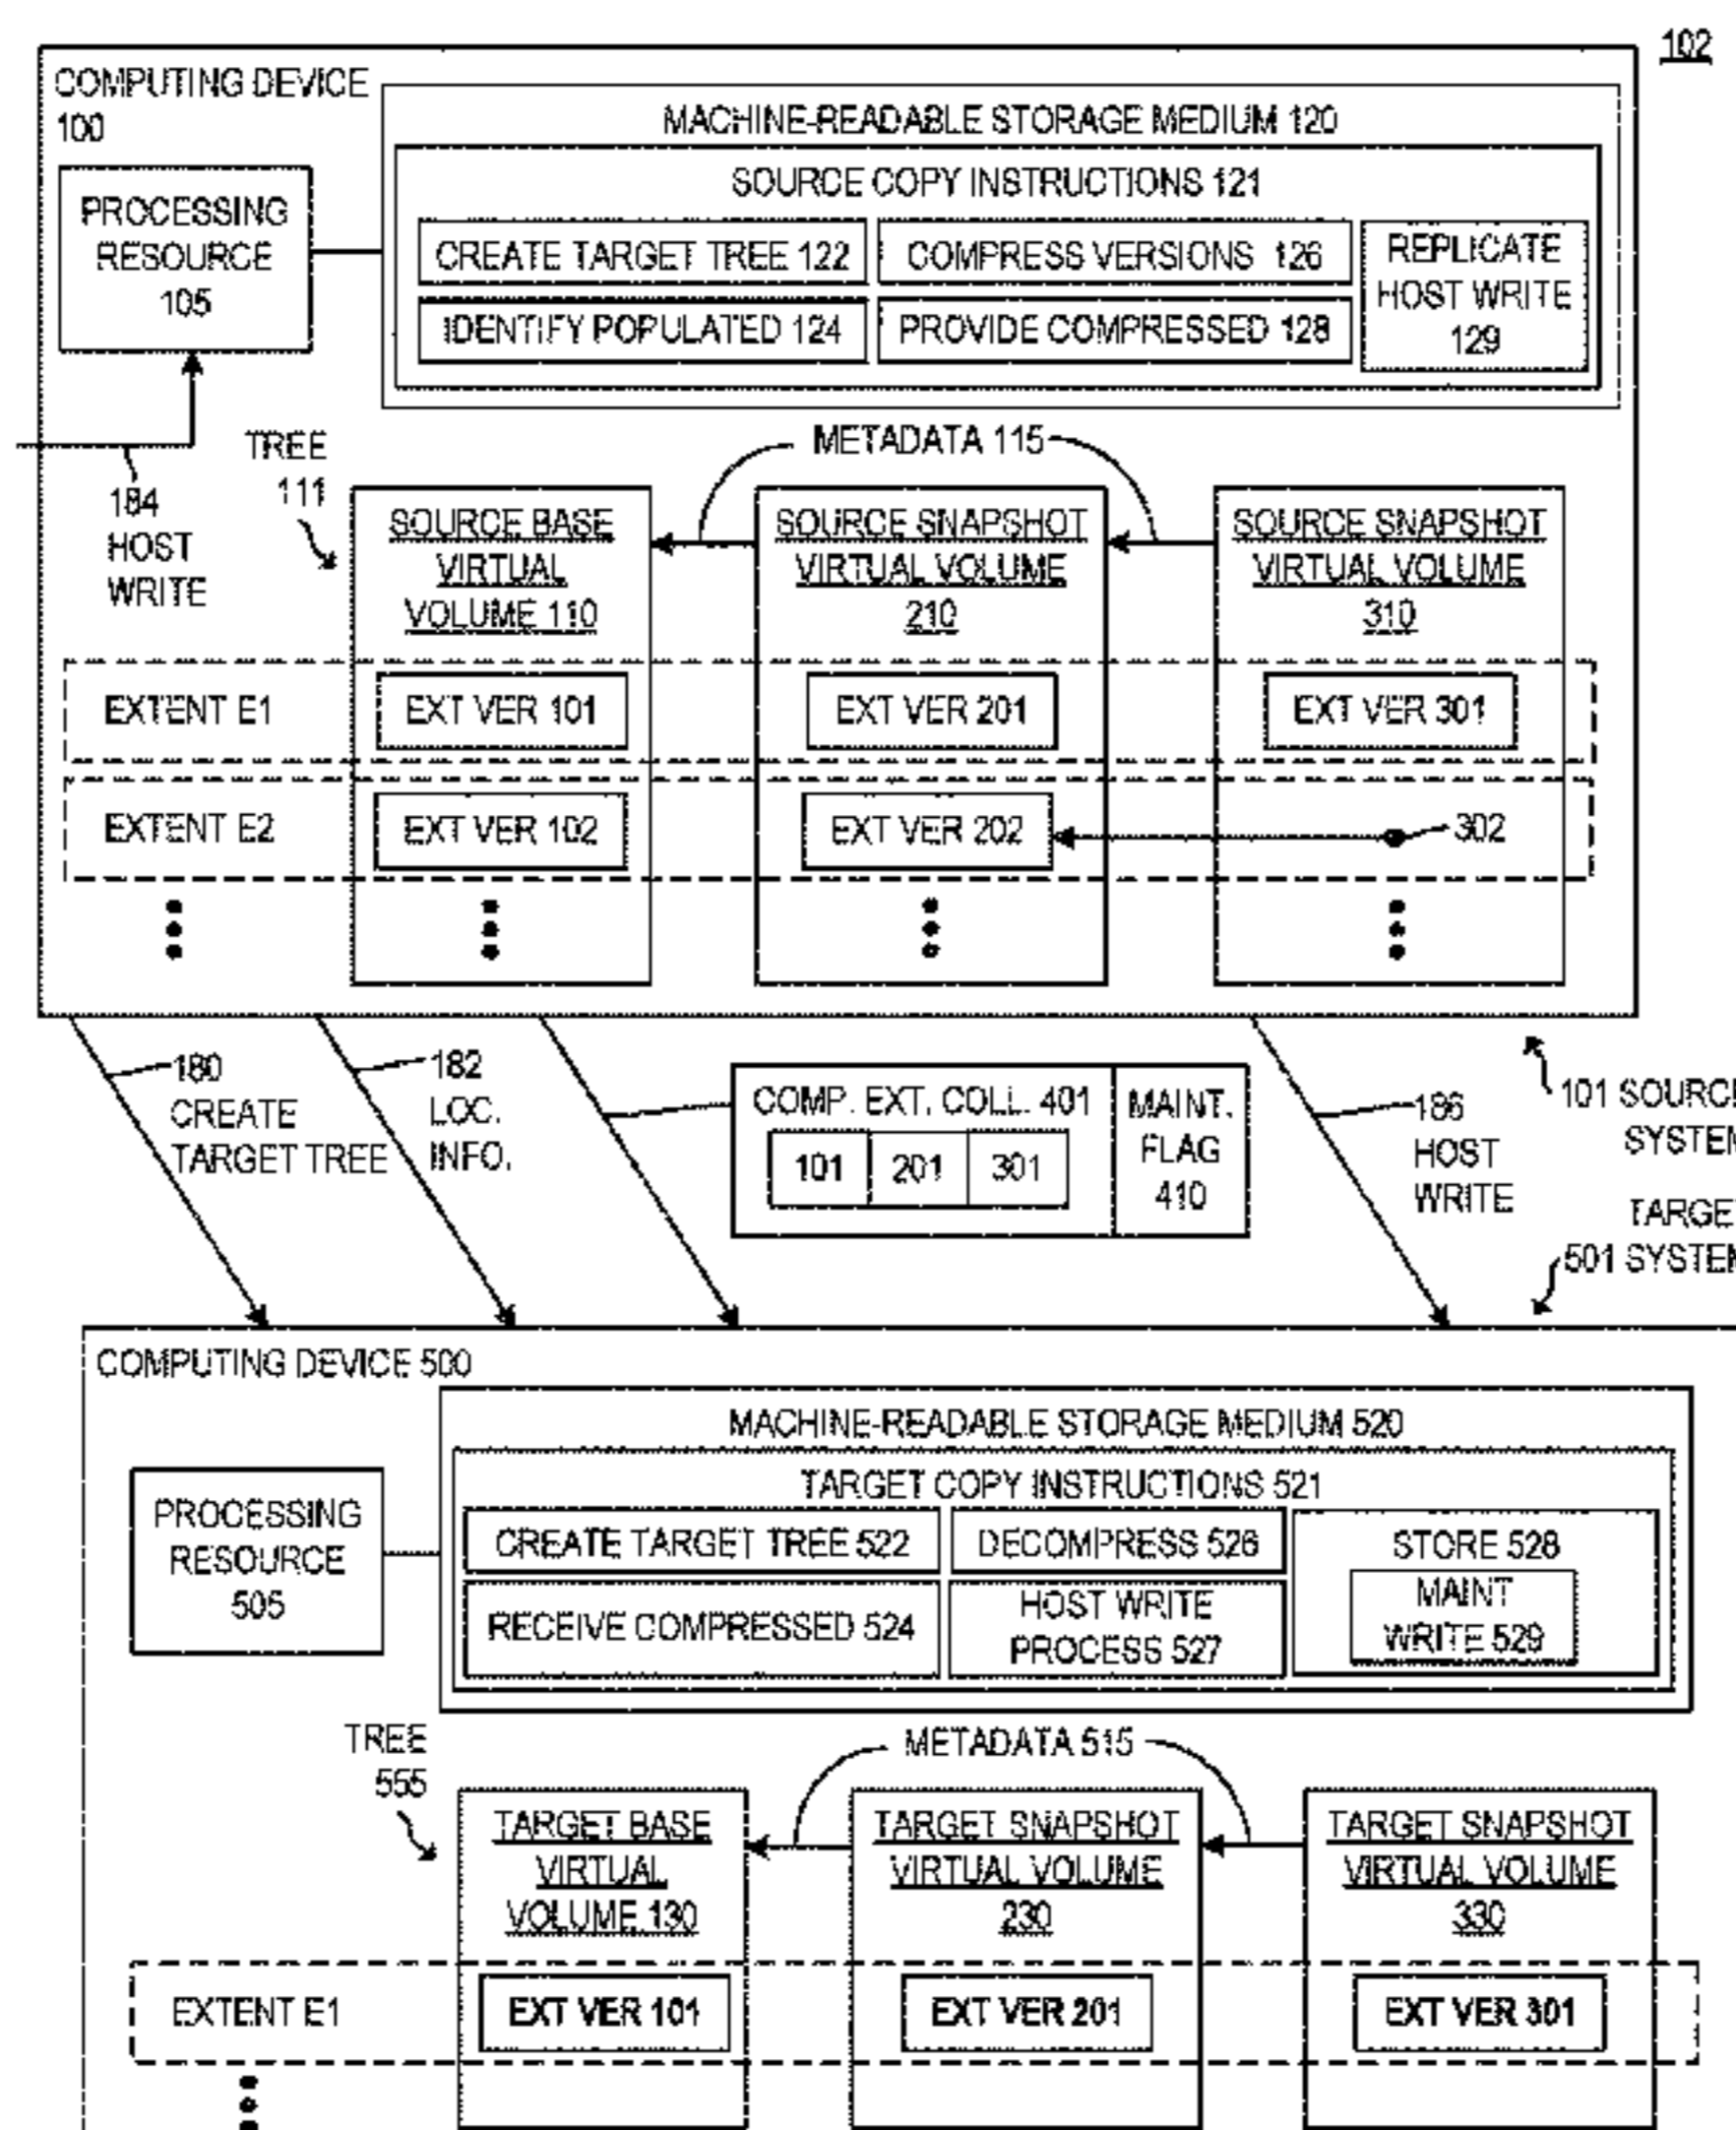 102
COMPUTING DEVICE
100
MACHINE-READABLE STORAGE MEDIUM 120
PROCESSING
RESOURCE
105
SOURCE COPY INSTRUCTIONS 121
CREATE TARGET TREE 122
COMPRESS VERSIONS 126
REPLICATE
HOST WRITE
129
IDENTIFY POPULATED 124
PROVIDE COMPRESSED 128
184
HOST
WRITE
TREE
111
METADATA 115
SOURCE BASE
VIRTUAL
VOLUME 110
SOURCE SNAPSHOT
VIRTUAL VOLUME
210
SOURCE SNAPSHOT
VIRTUAL VOLUME
310
EXTENT E1
EXT VER 101
EXT VER 201
EXT VER 301
EXTENT E2
EXT VER 102
EXT VER 202
302
180
CREATE
TARGET TREE
182
LOC.
INFO.
COMP. EXT. COLL. 401
101
201
301
MAINT.
FLAG
410
186
HOST
WRITE
101 SOURCE
SYSTEM
TARGET
501 SYSTEM
COMPUTING DEVICE 500
MACHINE-READABLE STORAGE MEDIUM 520
PROCESSING
RESOURCE
505
TARGET COPY INSTRUCTIONS 521
CREATE TARGET TREE 522
DECOMPRESS 526
STORE 528
MAINT
WRITE 529
RECEIVE COMPRESSED 524
HOST WRITE
PROCESS 527
TREE
555
METADATA 515
TARGET BASE
VIRTUAL
VOLUME 130
TARGET SNAPSHOT
VIRTUAL VOLUME
230
TARGET SNAPSHOT
VIRTUAL VOLUME
330
EXTENT E1
EXT VER 101
EXT VER 201
EXT VER 301